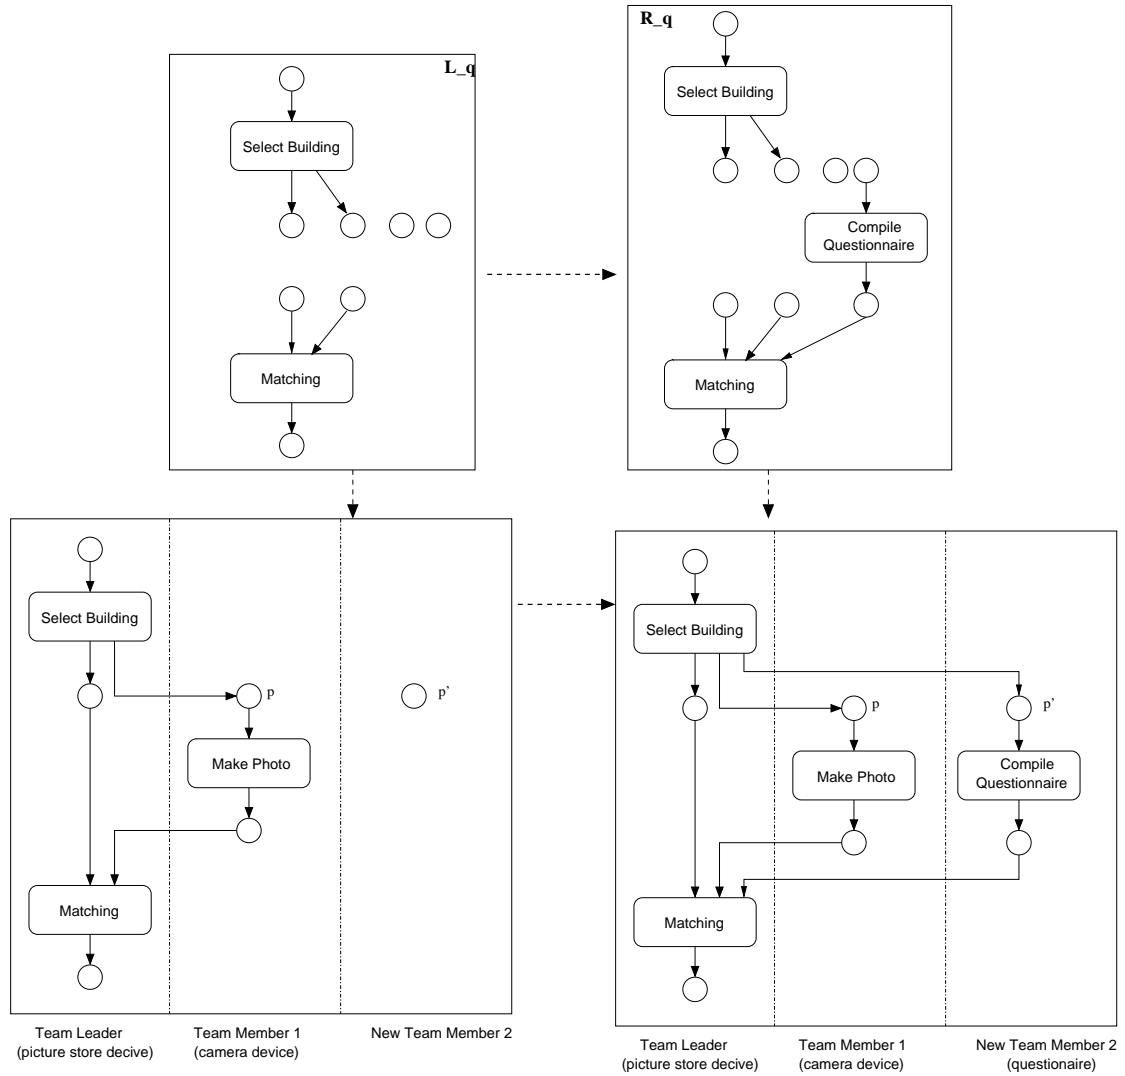 R_q
L_q
Select Building
Select Building
Compile
Questionnaire
Matching
Matching
Select Building
Select Building
p
p'
p
p'
Make Photo
Make Photo
Compile
Questionnaire
Matching
Matching
Team Leader
(picture store decive)
Team Member 1
(camera device)
New Team Member 2
Team Leader
(picture store decive)
Team Member 1
(camera device)
New Team Member 2
(questionaire)